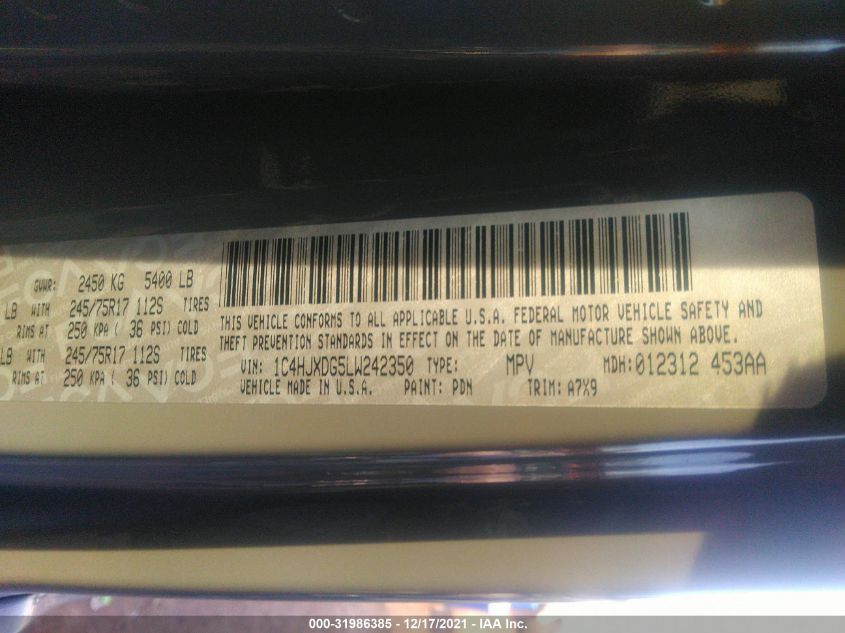 GVWR: 2450 KG 5400 LB
LB WITH 245/75R17 112S TIRES
RIMS AT 250 KPA ( 36 PSI) COLD
LB WITH 245/75R17 112S TIRES
RIMS AT 250 KPA ( 36 PSI) COLD
THIS VEHICLE CONFORMS TO ALL APPLICABLE U.S.A. FEDERAL MOTOR VEHICLE SAFETY AND
THEFT PREVENTION STANDARDS IN EFFECT ON THE DATE OF MANUFACTURE SHOWN ABOVE.
VIN: 1C4HJXDG5LW242350 TYPE: MPV MDH: 012312 453AA
VEHICLE MADE IN U.S.A. PAINT: PDN TRIM: A7X9
000-31986385 - 12/17/2021 - IAA Inc.